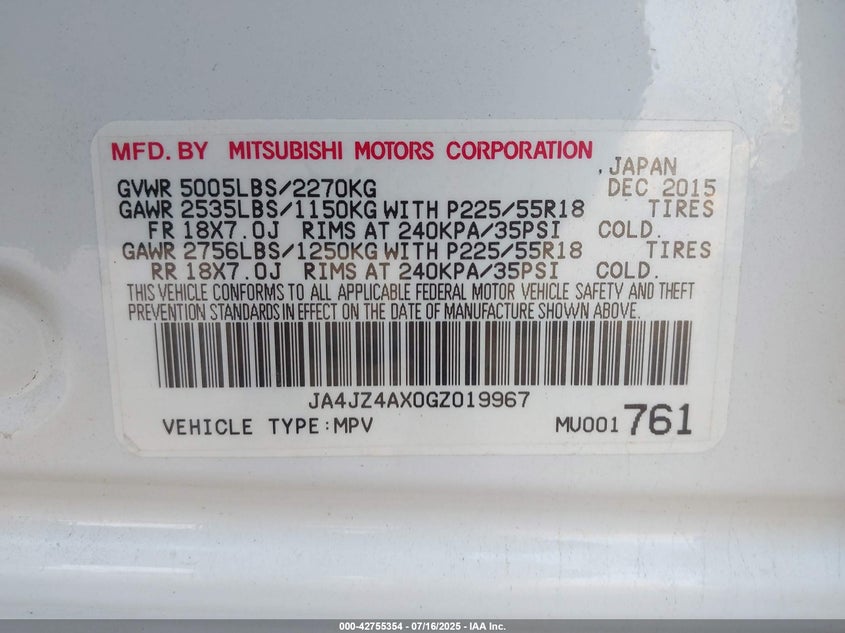 MFD. BY MITSUBISHI MOTORS CORPORATION
JAPAN
GVWR 5005LBS/2270KG DEC 2015
GAWR 2535LBS/1150KG WITH P225/55R18 TIRES
FR 18X7.0J RIMS AT 240KPA/35PSI COLD.
GAWR 2756LBS/1250KG WITH P225/55R18 TIRES
RR 18X7.0J RIMS AT 240KPA/35PSI COLD.
THIS VEHICLE CONFORMS TO ALL APPLICABLE FEDERAL MOTOR VEHICLE SAFETY AND THEFT
PREVENTION STANDARDS IN EFFECT ON THE DATE OF MANUFACTURE SHOWN ABOVE.
JA4JZ4AX0GZ019967
VEHICLE TYPE:MPV MU001 761
000-42755354 | 07/16/2025 - IAA Inc.